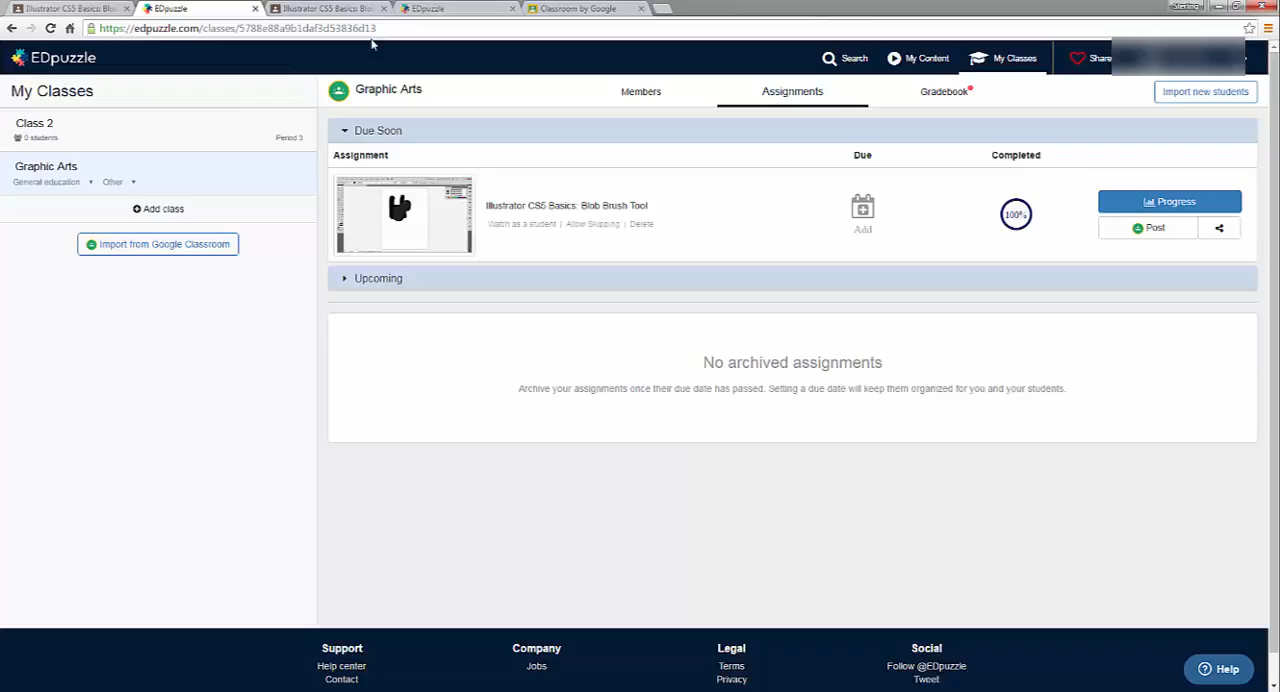 Illustrator CS5 Basics: Blo
EDpuzzle
Illustrator CS5 Basics: Blo
EDpuzzle
Classroom by Google
Sterling
https://edpuzzle.com/classes/5788e88a9b1daf3d53836d13
EDpuzzle
Search
My Content
My Classes
Share
My Classes
Graphic Arts
Members
Assignments
Gradebook
Import new students
Class 2
0 students
Period 3
Graphic Arts
General education
Other
Add class
Import from Google Classroom
Due Soon
Assignment
Due
Completed
Illustrator CS5 Basics: Blob Brush Tool
Watch as a student | Allow Skipping | Delete
Add
100%
Progress
Post
Upcoming
No archived assignments
Archive your assignments once their due date has passed. Setting a due date will keep them organized for you and your students.
Support
Company
Legal
Social
Help center
Jobs
Terms
Follow @EDpuzzle
Contact
Privacy
Tweet
Help